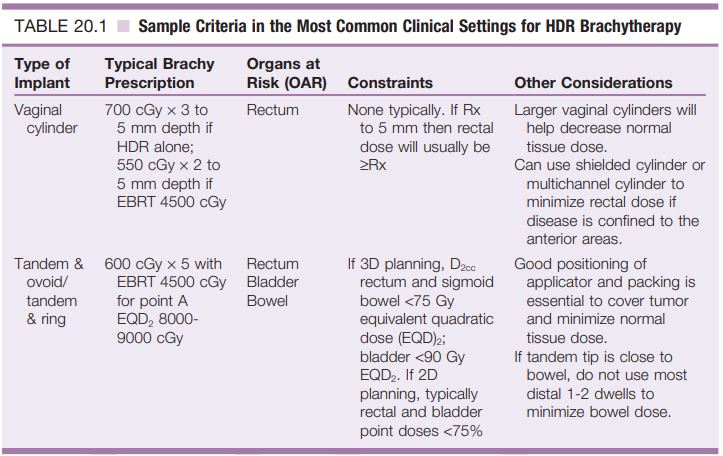 TABLE 20.1 ■ Sample Criteria in the Most Common Clinical Settings for HDR Brachytherapy
Type of Implant
Typical Brachy Prescription
Organs at Risk (OAR)
Constraints
Other Considerations
Vaginal
cylinder
700 cGy × 3 to
5 mm depth if
HDR alone;
550 cGy × 2 to
5 mm depth if
EBRT 4500 cGy
Rectum
None typically. If Rx
to 5 mm then rectal
dose will usually be
≥Rx
Larger vaginal cylinders will
help decrease normal
tissue dose.
Can use shielded cylinder or
multichannel cylinder to
minimize rectal dose if
disease is confined to the
anterior areas.
Tandem &
ovoid/
tandem
& ring
600 cGy × 5 with
EBRT 4500 cGy
for point A
EQD₂ 8000-
9000 cGy
Rectum
Bladder
Bowel
If 3D planning, D₂cc
rectum and sigmoid
bowel <75 Gy
equivalent quadratic
dose (EQD)₂;
bladder <90 Gy
EQD₂. If 2D
planning, typically
rectal and bladder
point doses <75%
Good positioning of
applicator and packing is
essential to cover tumor
and minimize normal
tissue dose.
If tandem tip is close to
bowel, do not use most
distal 1-2 dwells to
minimize bowel dose.